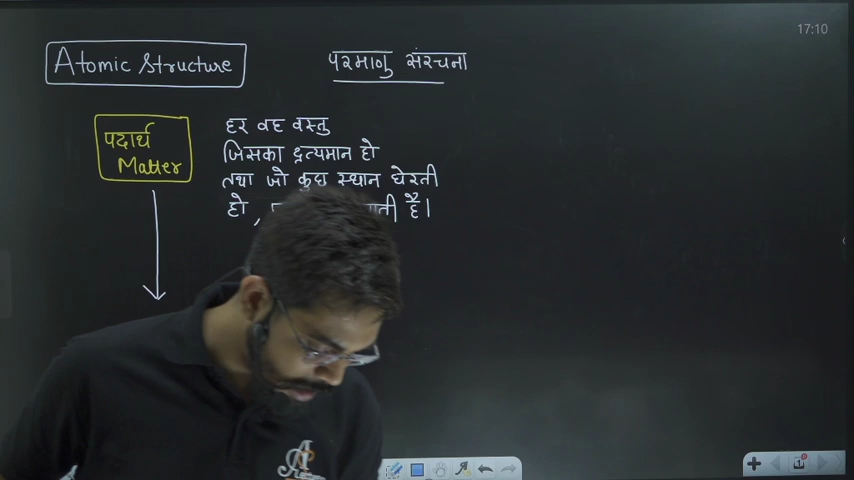 Atomic Structure
परमाणु संरचना
पदार्थ
Matter
हर वह वस्तु
जिसका द्रव्यमान हो
तथा जो कुछ स्थान घेरती
हो , है।
17:10